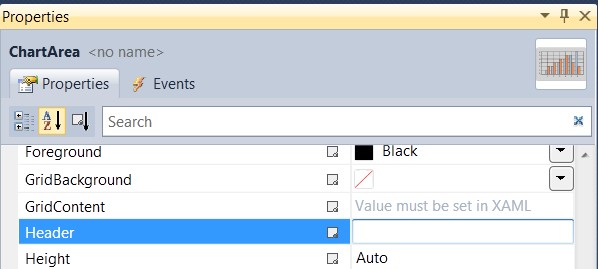 Properties
ChartArea <no name>
Properties Events
A Z Search
Foreground Black
GridBackground
GridContent Value must be set in XAML
Header
Height Auto